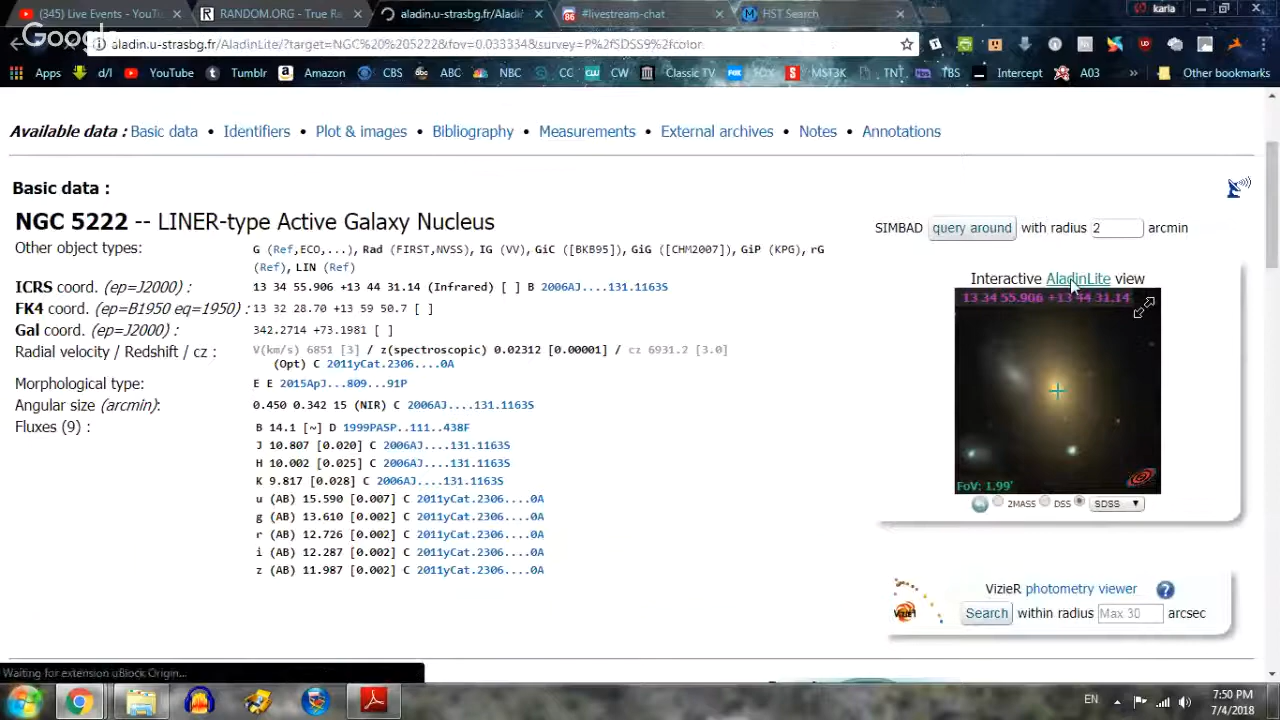 (345) Live Events - YouT
RANDOM.ORG - True R
aladin.u-strasbg.fr/Aladi
#livestream-chat
HST Search
karla
Google
aladin.u-strasbg.fr/AladinLite/?target=NGC%20%205222&fov=0.033334&survey=P%2FSDSS9%2Fcolor
Apps d/l YouTube Tumblr Amazon CBS ABC NBC CC CW Classic TV FOX MST3K TNT TBS Intercept A03 » Other bookmarks
Available data : Basic data • Identifiers • Plot & images • Bibliography • Measurements • External archives • Notes • Annotations
Basic data :
NGC 5222 -- LINER-type Active Galaxy Nucleus
SIMBAD query around with radius 2 arcmin
Other object types: G (Ref,ECO,...), Rad (FIRST,NVSS), IG (VV), GiC ([BKB95]), GiG ([CHM2007]), GiP (KPG), rG
(Ref), LIN (Ref)
ICRS coord. (ep=J2000) : 13 34 55.906 +13 44 31.14 (Infrared) [ ] B 2006AJ....131.1163S
FK4 coord. (ep=B1950 eq=1950) : 13 32 28.70 +13 59 50.7 [ ]
Gal coord. (ep=J2000) : 342.2714 +73.1981 [ ]
Radial velocity / Redshift / cz : V(km/s) 6851 [3] / z(spectroscopic) 0.02312 [0.00001] / cz 6931.2 [3.0]
(Opt) C 2011yCat.2306....0A
Morphological type: E E 2015ApJ...809...91P
Angular size (arcmin): 0.450 0.342 15 (NIR) C 2006AJ....131.1163S
Fluxes (9) : B 14.1 [~] D 1999PASP..111..438F
J 10.807 [0.020] C 2006AJ....131.1163S
H 10.002 [0.025] C 2006AJ....131.1163S
K 9.817 [0.028] C 2006AJ....131.1163S
u (AB) 15.590 [0.007] C 2011yCat.2306....0A
g (AB) 13.610 [0.002] C 2011yCat.2306....0A
r (AB) 12.726 [0.002] C 2011yCat.2306....0A
i (AB) 12.287 [0.002] C 2011yCat.2306....0A
z (AB) 11.987 [0.002] C 2011yCat.2306....0A
Interactive AladinLite view
13 34 55.906 +13 44 31.14
FoV: 1.99'
2MASS DSS SDSS
VizieR photometry viewer
Search within radius Max 30 arcsec
Waiting for extension uBlock Origin...
EN
7:50 PM
7/4/2018